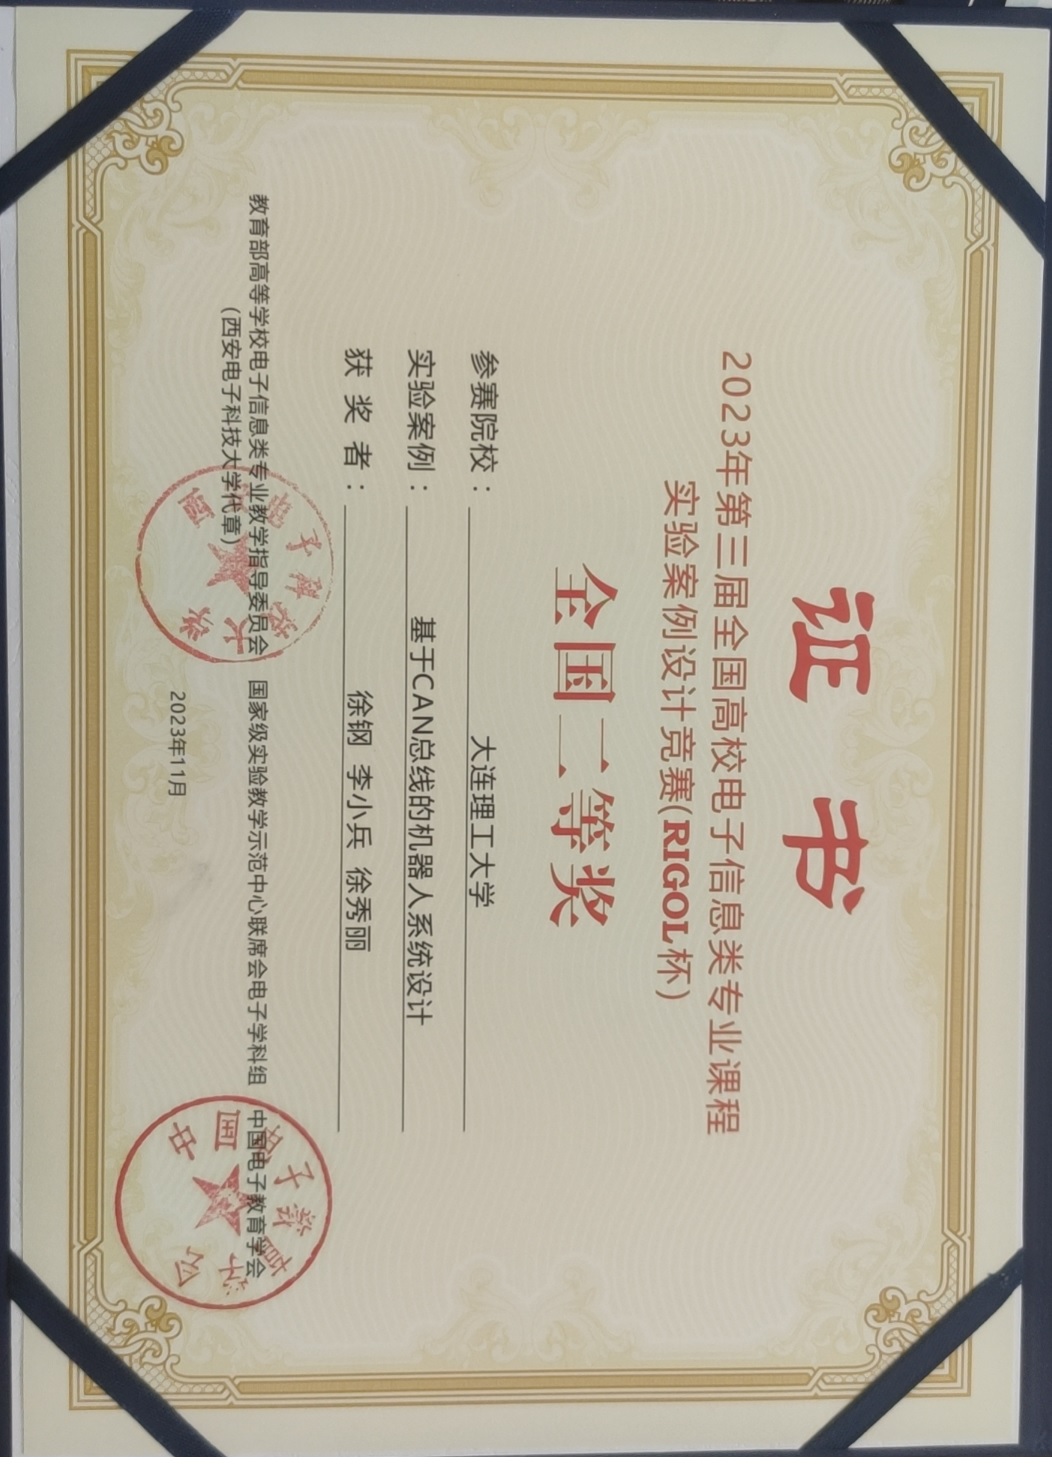 证 书
2023年第三届全国高校电子信息类专业课程
实验案例设计竞赛(RIGOL杯)
全国二等奖
参赛院校： 大连理工大学
实验案例： 基于CAN总线的机器人系统设计
获奖者： 徐钢 李小兵 徐秀丽
教育部高等学校电子信息类专业教学指导委员会 国家级实验教学示范中心联席会电子学科组 中国电子教育学会
(西安电子科技大学代章)
2023年11月